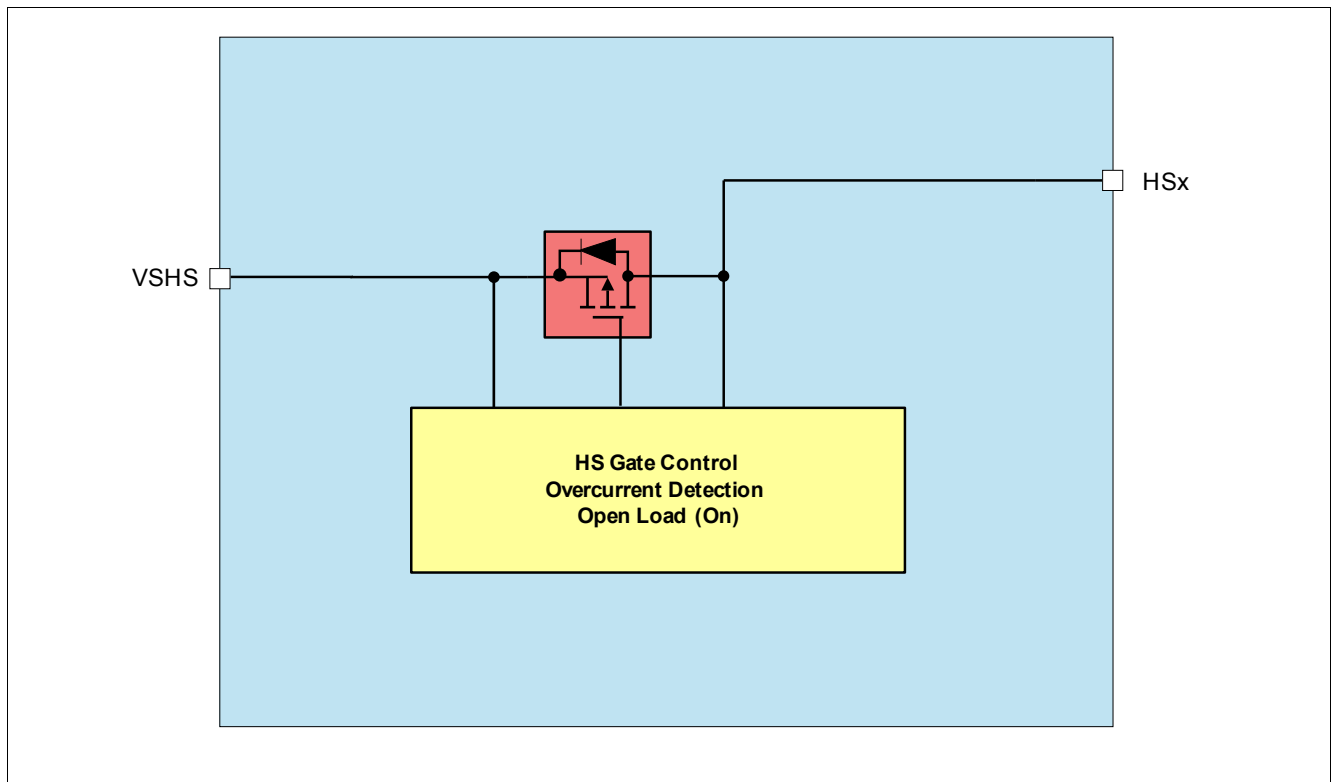 HSx
VSHS
HS Gate Control
Overcurrent Detection
Open Load (On)